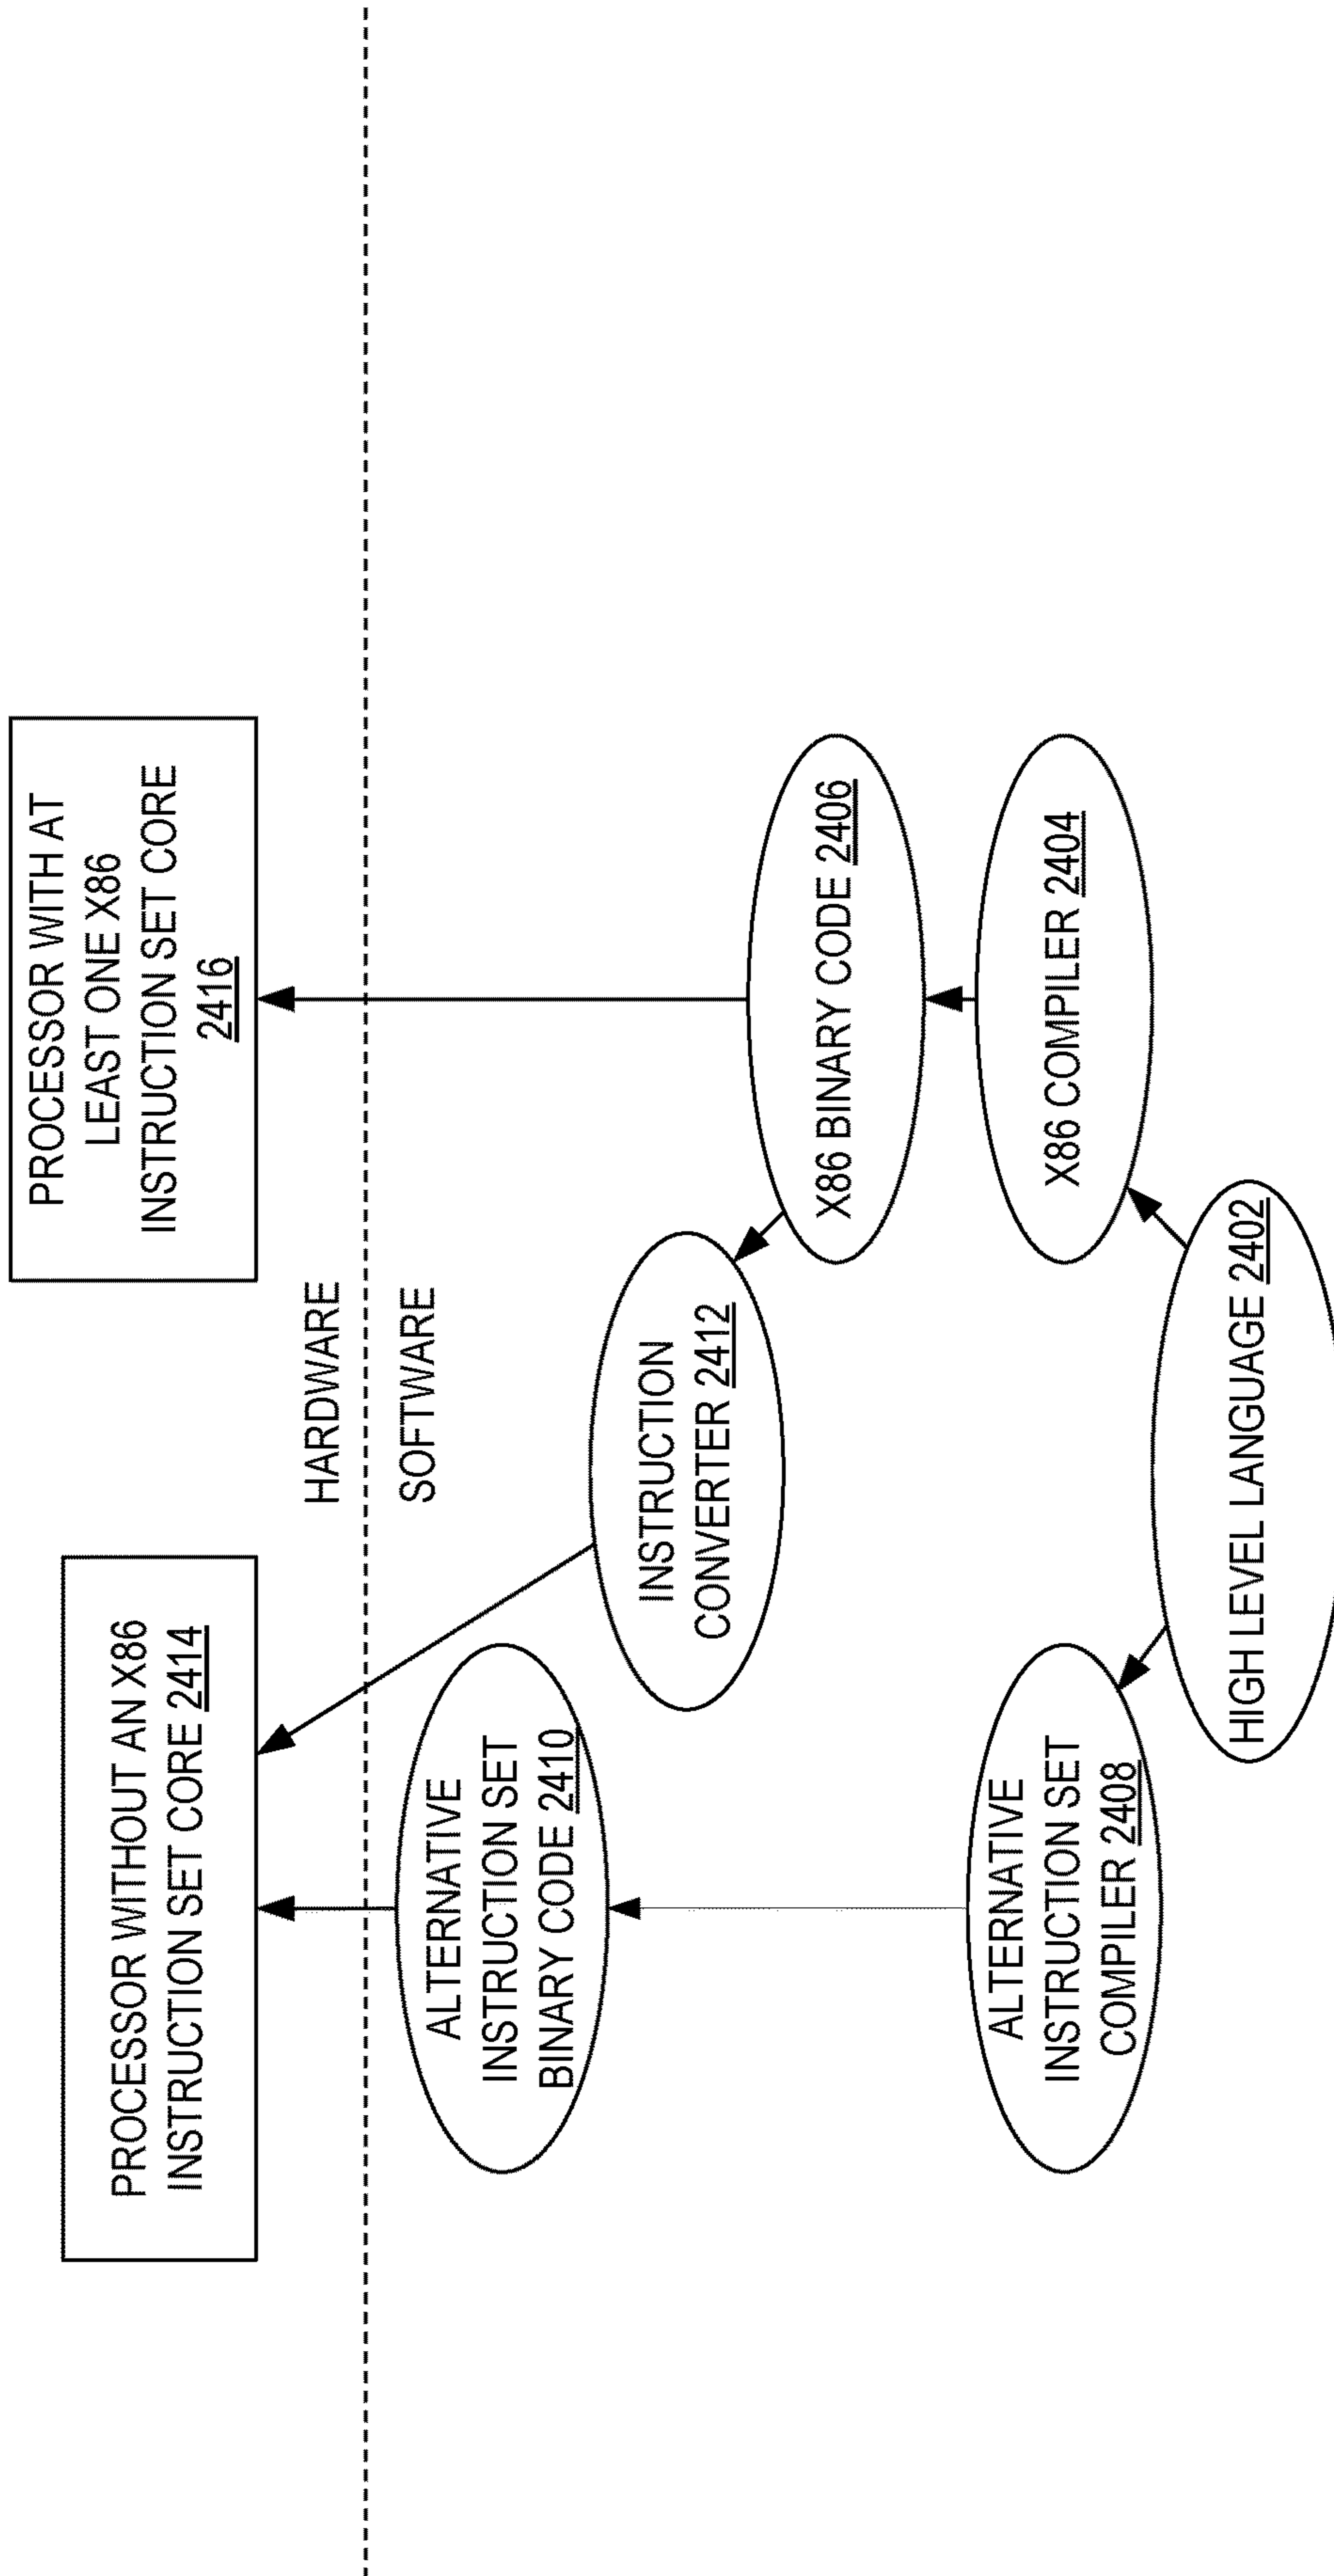 PROCESSOR WITHOUT AN X86
INSTRUCTION SET CORE 2414
PROCESSOR WITH AT
LEAST ONE X86
INSTRUCTION SET CORE
2416
HARDWARE
SOFTWARE
ALTERNATIVE
INSTRUCTION SET
BINARY CODE 2410
INSTRUCTION
CONVERTER 2412
X86 BINARY CODE 2406
ALTERNATIVE
INSTRUCTION SET
COMPILER 2408
X86 COMPILER 2404
HIGH LEVEL LANGUAGE 2402